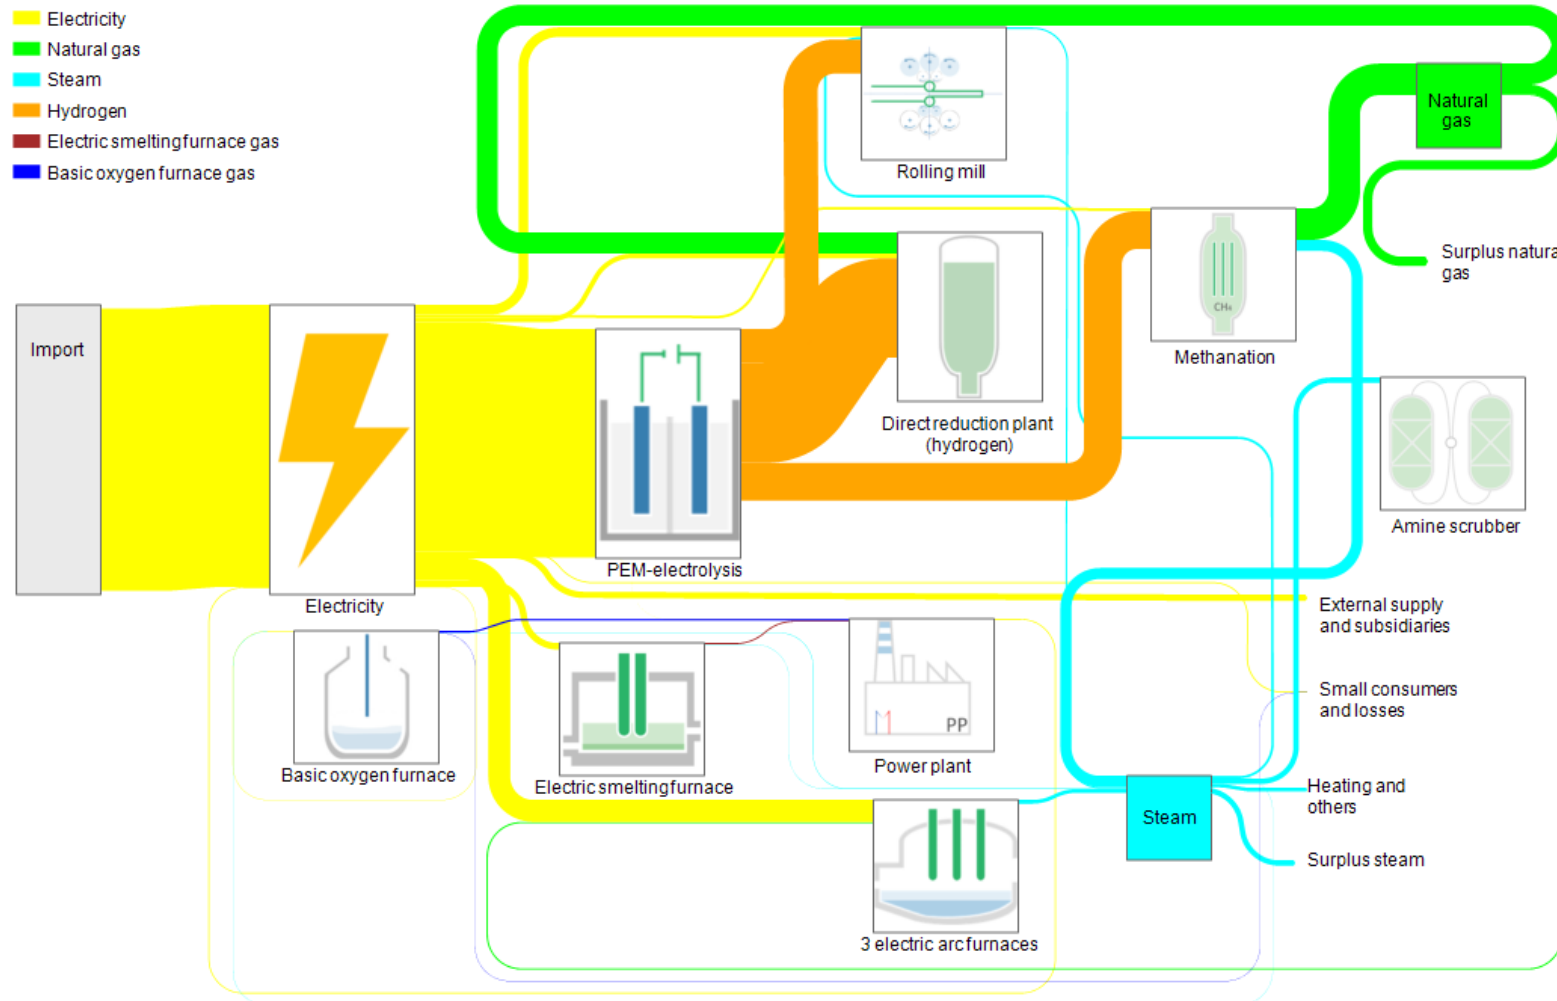 Electricity
Natural gas
Steam
Hydrogen
Electric smelting furnace gas
Basic oxygen furnace gas
Rolling mill
Natural
gas
Surplus natura
gas
Import
CH₄
Methanation
Direct reduction plant
(hydrogen)
Amine scrubber
PEM-electrolysis
Electricity
External supply
and subsidiaries
Small consumers
and losses
PP
Power plant
Basic oxygen furnace
Electric smelting furnace
Heating and
others
Steam
Surplus steam
3 electric arc furnaces